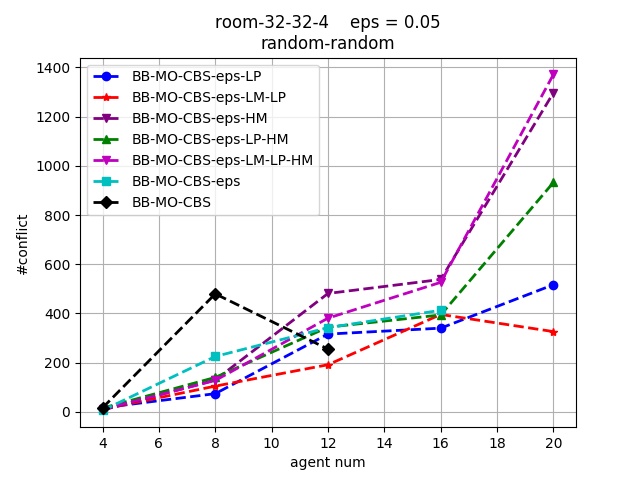 room-32-32-4    eps = 0.05
random-random
1400
1200
1000
800
600
400
200
0
#conflict
BB-MO-CBS-eps-LP
BB-MO-CBS-eps-LM-LP
BB-MO-CBS-eps-HM
BB-MO-CBS-eps-LP-HM
BB-MO-CBS-eps-LM-LP-HM
BB-MO-CBS-eps
BB-MO-CBS
4 6 8 10 12 14 16 18 20
agent num